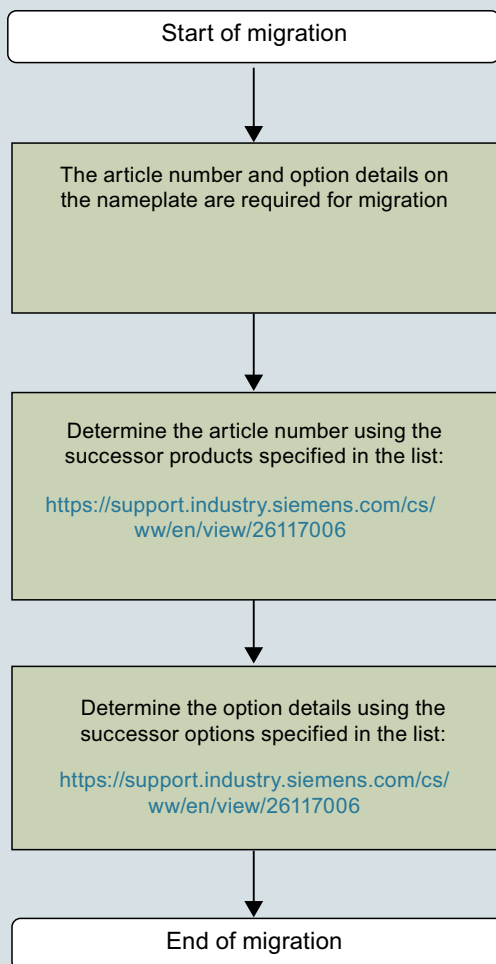 Start of migration
The article number and option details on
the nameplate are required for migration
Determine the article number using the
successor products specified in the list:
https://support.industry.siemens.com/cs/
ww/en/view/26117006
Determine the option details using the
successor options specified in the list:
https://support.industry.siemens.com/cs/
ww/en/view/26117006
End of migration